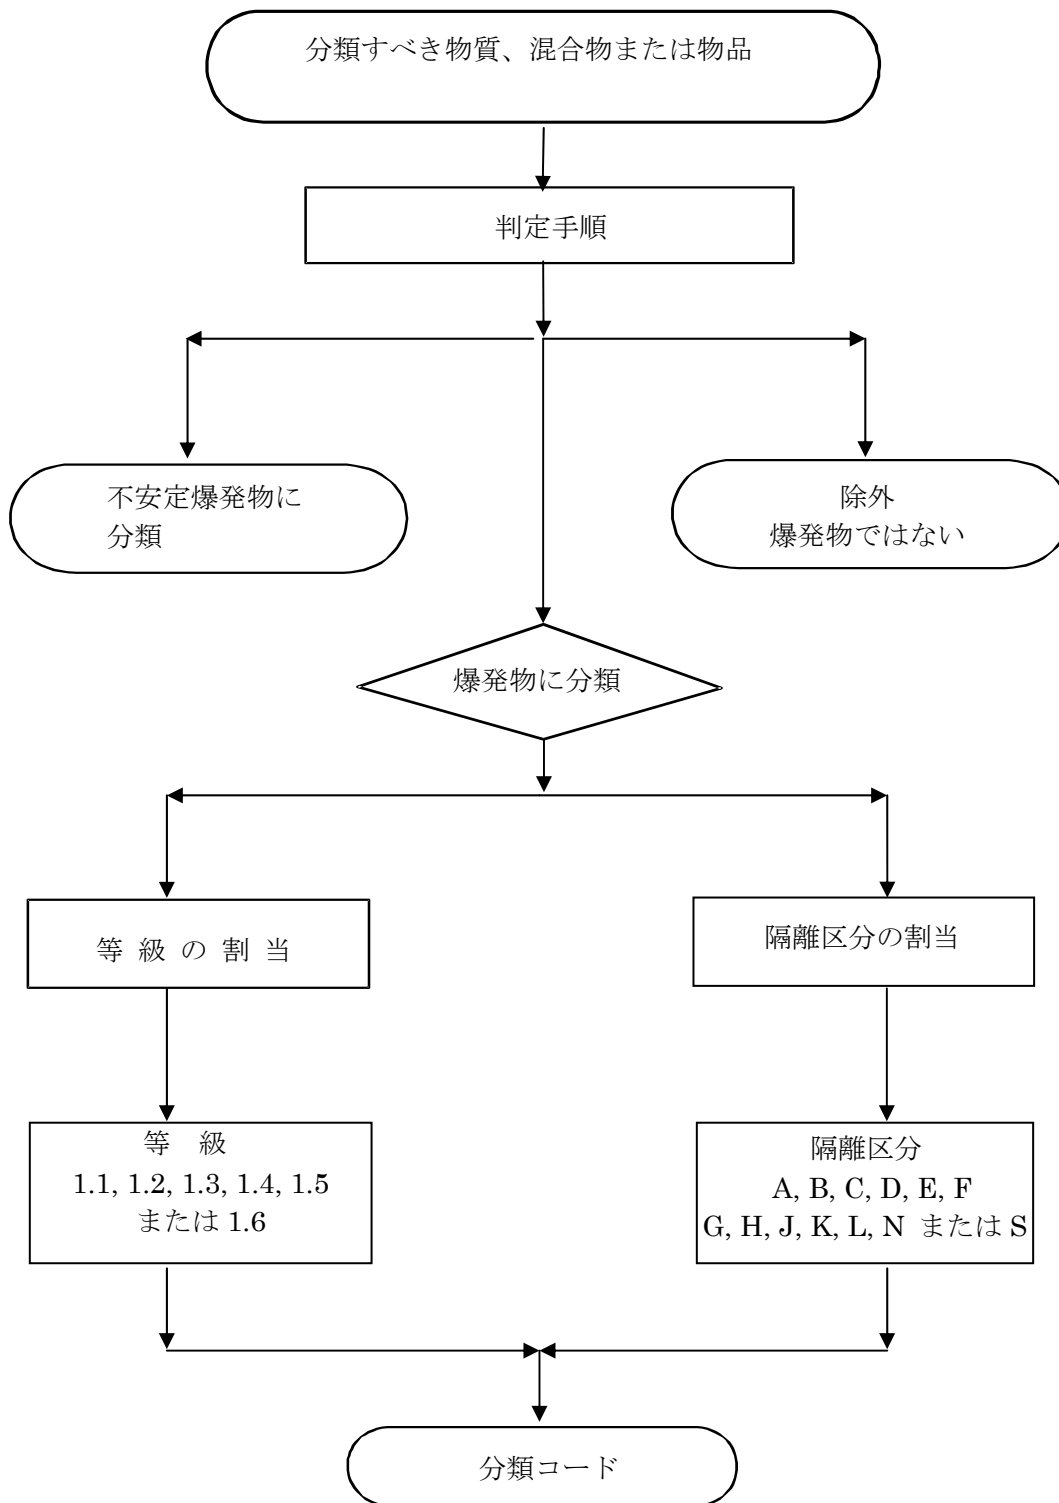 分類すべき物質、混合物または物品
判定手順
不安定爆発物に
分類
除外
爆発物ではない
爆発物に分類
等 級 の 割 当
隔離区分の割当
等　級
1.1, 1.2, 1.3, 1.4, 1.5
または 1.6
隔離区分
A, B, C, D, E, F
G, H, J, K, L, N または S
分類コード